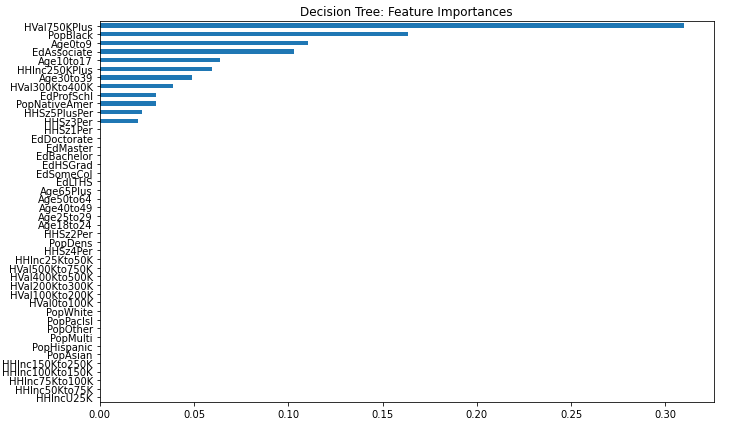 Decision Tree: Feature Importances
HVal750KPlus
PopBlack
Age0to9
EdAssociate
Age10to17
HHInc250KPlus
Age30to39
HVal300Kto400K
EdProfSchl
PopNativeAmer
HHSz5PlusPer
HHSz3Per
HHSz1Per
EdDoctorate
EdMaster
EdBachelor
EdHSGrad
EdSomeCol
EdLTHS
Age65Plus
Age50to64
Age40to49
Age25to29
Age18to24
HHSz2Per
PopDens
HHSz4Per
HHInc25Kto50K
HVal500Kto750K
HVal400Kto500K
HVal200Kto300K
HVal100Kto200K
HVal0to100K
PopWhite
PopPacIsl
PopOther
PopMulti
PopHispanic
PopAsian
HHInc150Kto250K
HHInc100Kto150K
HHInc75Kto100K
HHInc50Kto75K
HHIncU25K
0.00 0.05 0.10 0.15 0.20 0.25 0.30